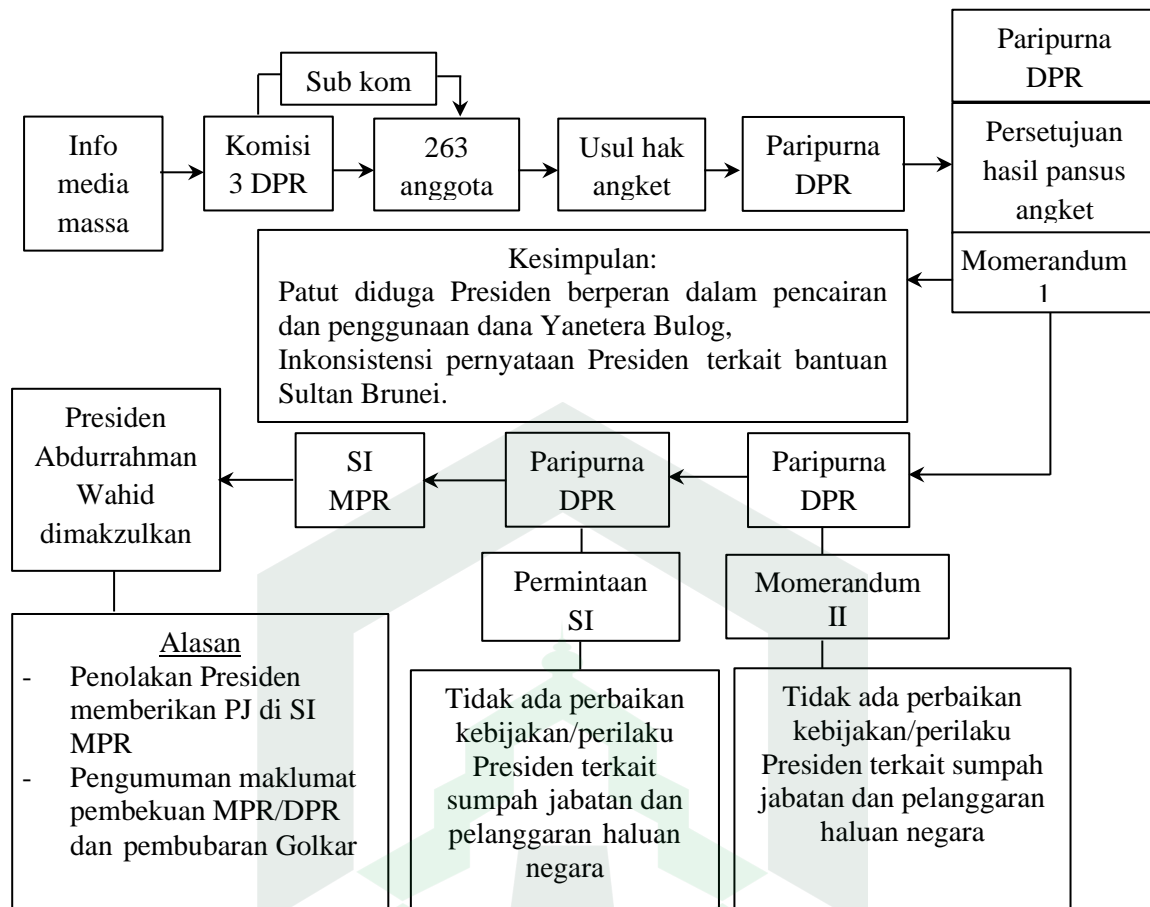 Sub kom
Info
media
massa
Komisi
3 DPR
263
anggota
Usul hak
angket
Paripurna
DPR
Paripurna
DPR
Persetujuan
hasil pansus
angket
Momerandum
1
Kesimpulan:
Patut diduga Presiden berperan dalam pencairan
dan penggunaan dana Yanetera Bulog,
Inkonsistensi pernyataan Presiden terkait bantuan
Sultan Brunei.
Paripurna
DPR
Momerandum
II
Tidak ada perbaikan
kebijakan/perilaku
Presiden terkait sumpah
jabatan dan pelanggaran
haluan negara
Paripurna
DPR
Permintaan
SI
Tidak ada perbaikan
kebijakan/perilaku
Presiden terkait
sumpah jabatan dan
pelanggaran haluan
negara
SI
MPR
Presiden
Abdurrahman
Wahid
dimakzulkan
Alasan
- Penolakan Presiden
memberikan PJ di SI
MPR
- Pengumuman maklumat
pembekuan MPR/DPR
dan pembubaran Golkar